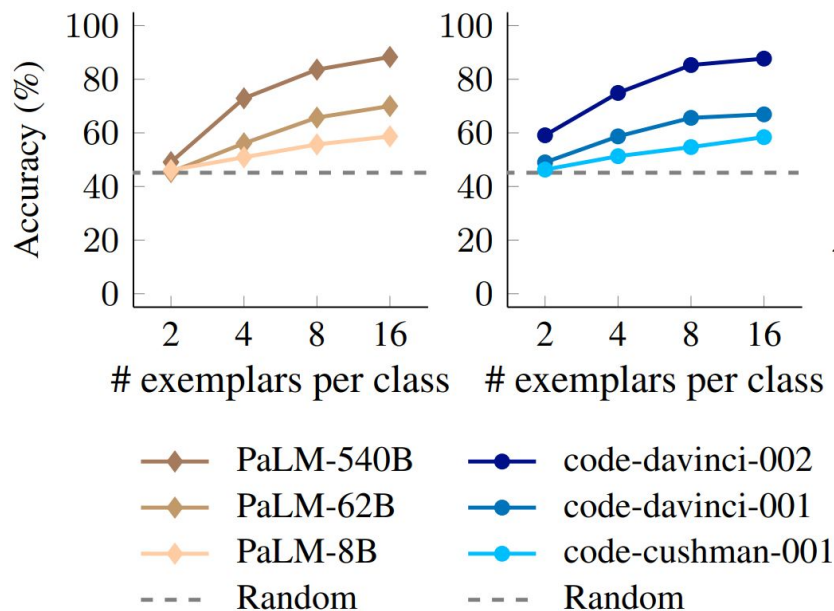 Accuracy (%)
100
80
60
40
20
0
2 4 8 16
# exemplars per class
100
80
60
40
20
0
2 4 8 16
# exemplars per class
PaLM-540B
PaLM-62B
PaLM-8B
Random
code-davinci-002
code-davinci-001
code-cushman-001
Random